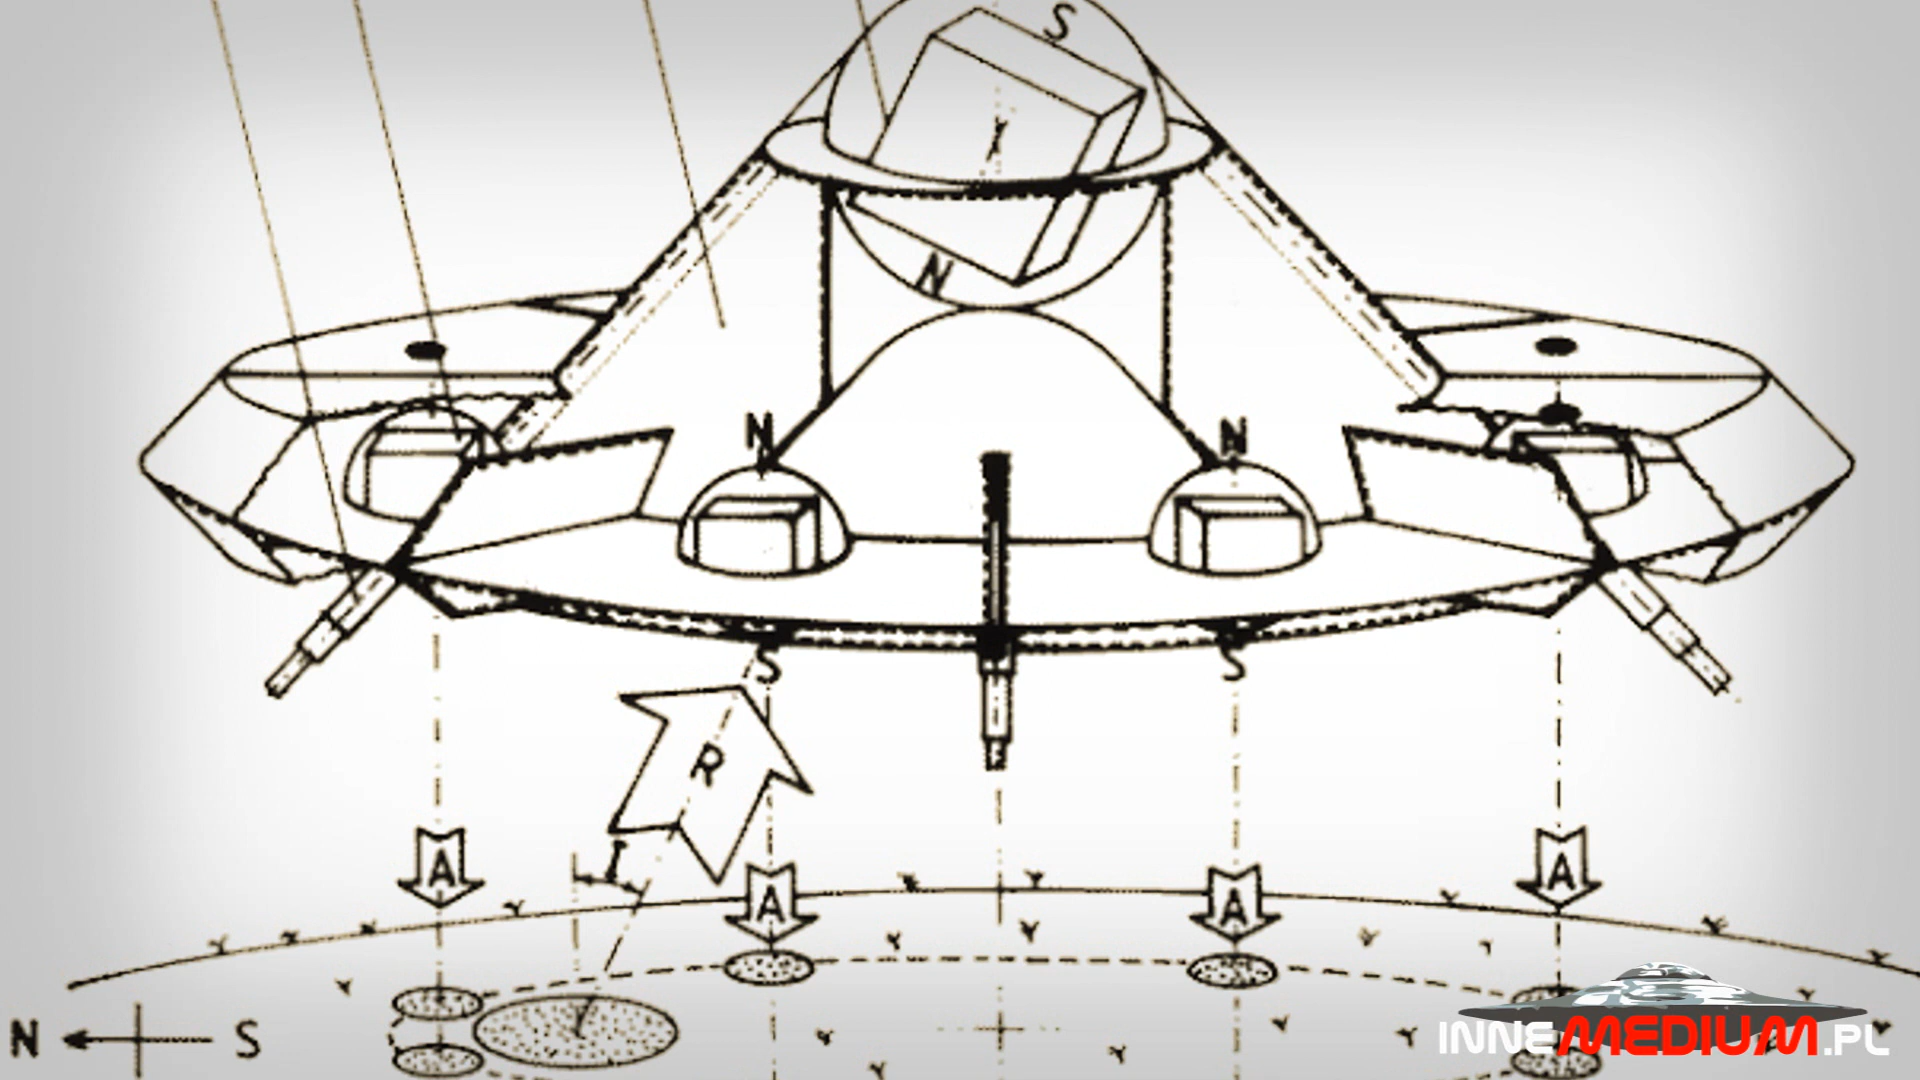 S
N
N N
S S
R
I
A A
A A
N S
INNEMEDIUM.PL